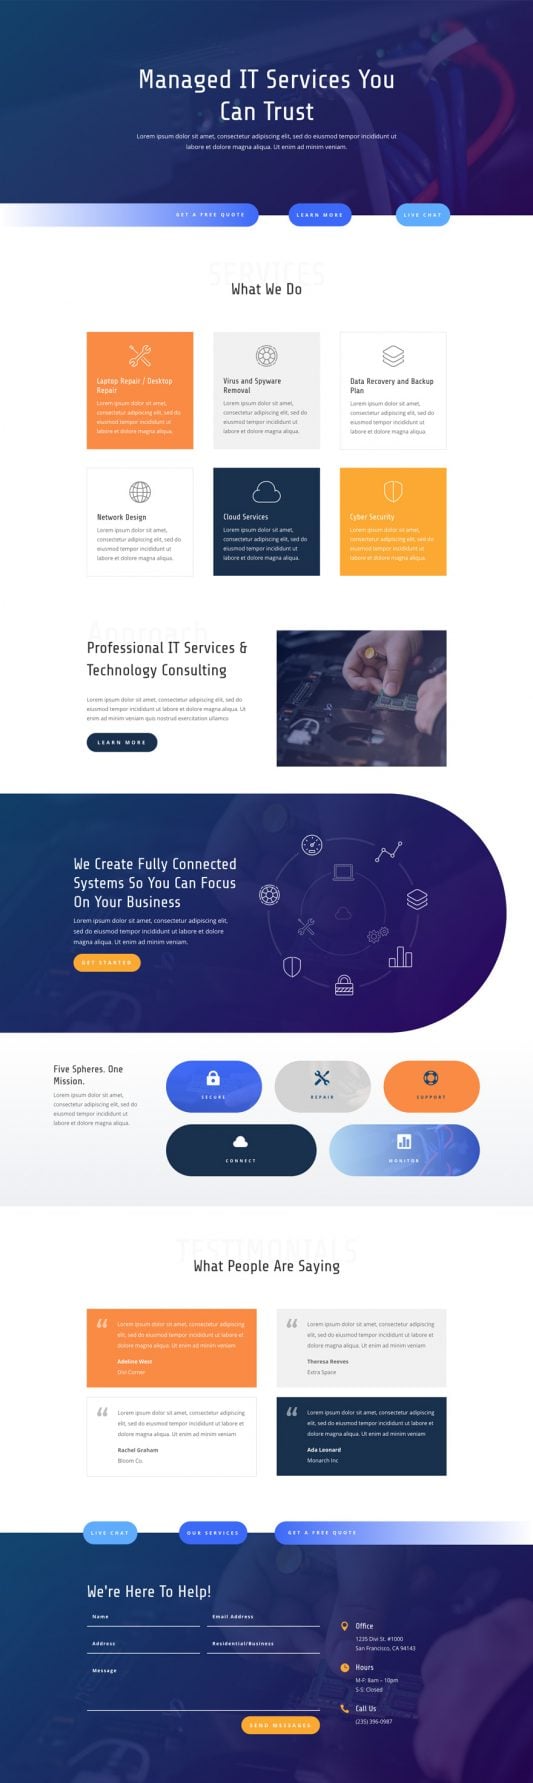 Managed IT Services You
Can Trust
Lorem ipsum dolor sit amet, consectetur adipiscing elit, sed do eiusmod tempor incididunt ut
labore et dolore magna aliqua. Ut enim ad minim veniam.
GET A FREE QUOTE
LEARN MORE
LIVE CHAT
SERVICES
What We Do
Laptop Repair / Desktop
Repair
Lorem ipsum dolor sit amet,
consectetur adipiscing elit, sed do
eiusmod tempor incididunt ut
labore et dolore magna aliqua.
Virus and Spyware
Removal
Lorem ipsum dolor sit amet,
consectetur adipiscing elit, sed do
eiusmod tempor incididunt ut
labore et dolore magna aliqua.
Data Recovery and Backup
Plan
Lorem ipsum dolor sit amet,
consectetur adipiscing elit, sed do
eiusmod tempor incididunt ut
labore et dolore magna aliqua.
Network Design
Lorem ipsum dolor sit amet,
consectetur adipiscing elit, sed do
eiusmod tempor incididunt ut
labore et dolore magna aliqua.
Cloud Services
Lorem ipsum dolor sit amet,
consectetur adipiscing elit, sed do
eiusmod tempor incididunt ut
labore et dolore magna aliqua.
Cyber Security
Lorem ipsum dolor sit amet,
consectetur adipiscing elit, sed do
eiusmod tempor incididunt ut
labore et dolore magna aliqua.
Approach
Professional IT Services &
Technology Consulting
Lorem ipsum dolor sit amet, consectetur adipiscing elit, sed do
eiusmod tempor incididunt ut labore et dolore magna aliqua. Ut
enim ad minim veniam quis nostrud exercitation ullamco
LEARN MORE
We Create Fully Connected
Systems So You Can Focus
On Your Business
Lorem ipsum dolor sit amet, consectetur adipiscing elit,
sed do eiusmod tempor incididunt ut labore et dolore
magna aliqua. Ut enim ad minim veniam.
GET STARTED
Five Spheres. One
Mission.
Lorem ipsum dolor sit amet,
consectetur adipiscing elit, sed do
eiusmod tempor incididunt ut
labore et dolore magna aliqua.
SECURE
REPAIR
SUPPORT
CONNECT
MONITOR
TESTIMONIALS
What People Are Saying
Lorem ipsum dolor sit amet, consectetur adipiscing
elit, sed do eiusmod tempor incididunt ut labore et
dolore magna aliqua. Ut enim ad minim veniam
Adeline West
Divi Corner
Lorem ipsum dolor sit amet, consectetur adipiscing
elit, sed do eiusmod tempor incididunt ut labore et
dolore magna aliqua. Ut enim ad minim veniam
Theresa Reeves
Extra Space
Lorem ipsum dolor sit amet, consectetur adipiscing
elit, sed do eiusmod tempor incididunt ut labore et
dolore magna aliqua. Ut enim ad minim veniam
Rachel Graham
Bloom Co.
Lorem ipsum dolor sit amet, consectetur adipiscing
elit, sed do eiusmod tempor incididunt ut labore et
dolore magna aliqua. Ut enim ad minim veniam
Ada Leonard
Monarch Inc
LIVE CHAT
OUR SERVICES
GET A FREE QUOTE
We're Here To Help!
Name
Email Address
Address
Residential/Business
Message
SEND MESSAGES
Office
1235 Divi St. #1000
San Francisco, CA 94143
Hours
M-F: 8am – 10pm
S-S: Closed
Call Us
(235) 396-0987